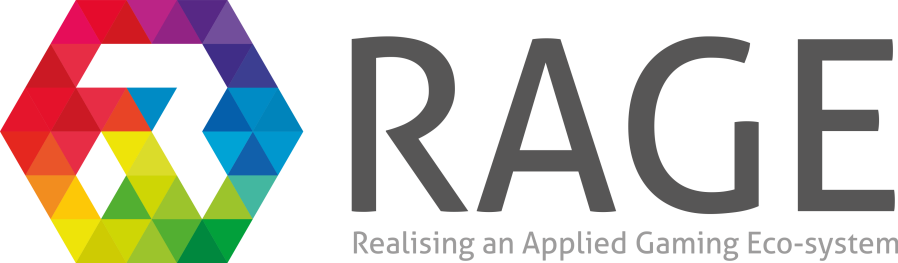 RAGE
Realising an Applied Gaming Eco-system